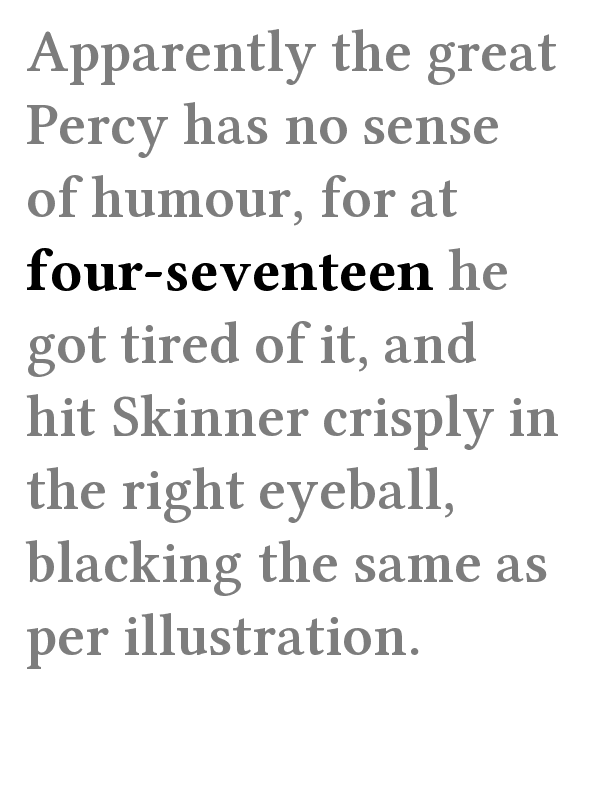 Apparently the great
Percy has no sense
of humour, for at
four-seventeen he
got tired of it, and
hit Skinner crisply in
the right eyeball,
blacking the same as
per illustration.